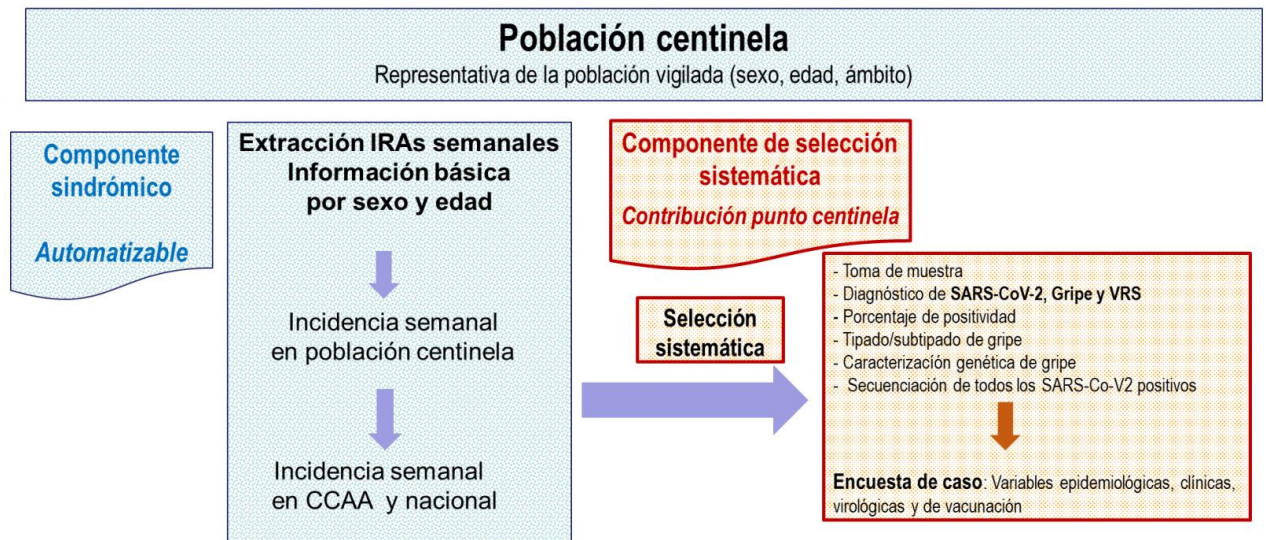 Población centinela
Representativa de la población vigilada (sexo, edad, ámbito)
Componente
sindrómico
Automatizable
Extracción IRAs semanales
Información básica
por sexo y edad
Incidencia semanal
en población centinela
Incidencia semanal
en CCAA y nacional
Componente de selección
sistemática
Contribución punto centinela
Selección
sistemática
- Toma de muestra
- Diagnóstico de SARS-CoV-2, Gripe y VRS
- Porcentaje de positividad
- Tipado/subtipado de gripe
- Caracterización genética de gripe
- Secuenciación de todos los SARS-Co-V2 positivos
Encuesta de caso: Variables epidemiológicas, clínicas,
virológicas y de vacunación